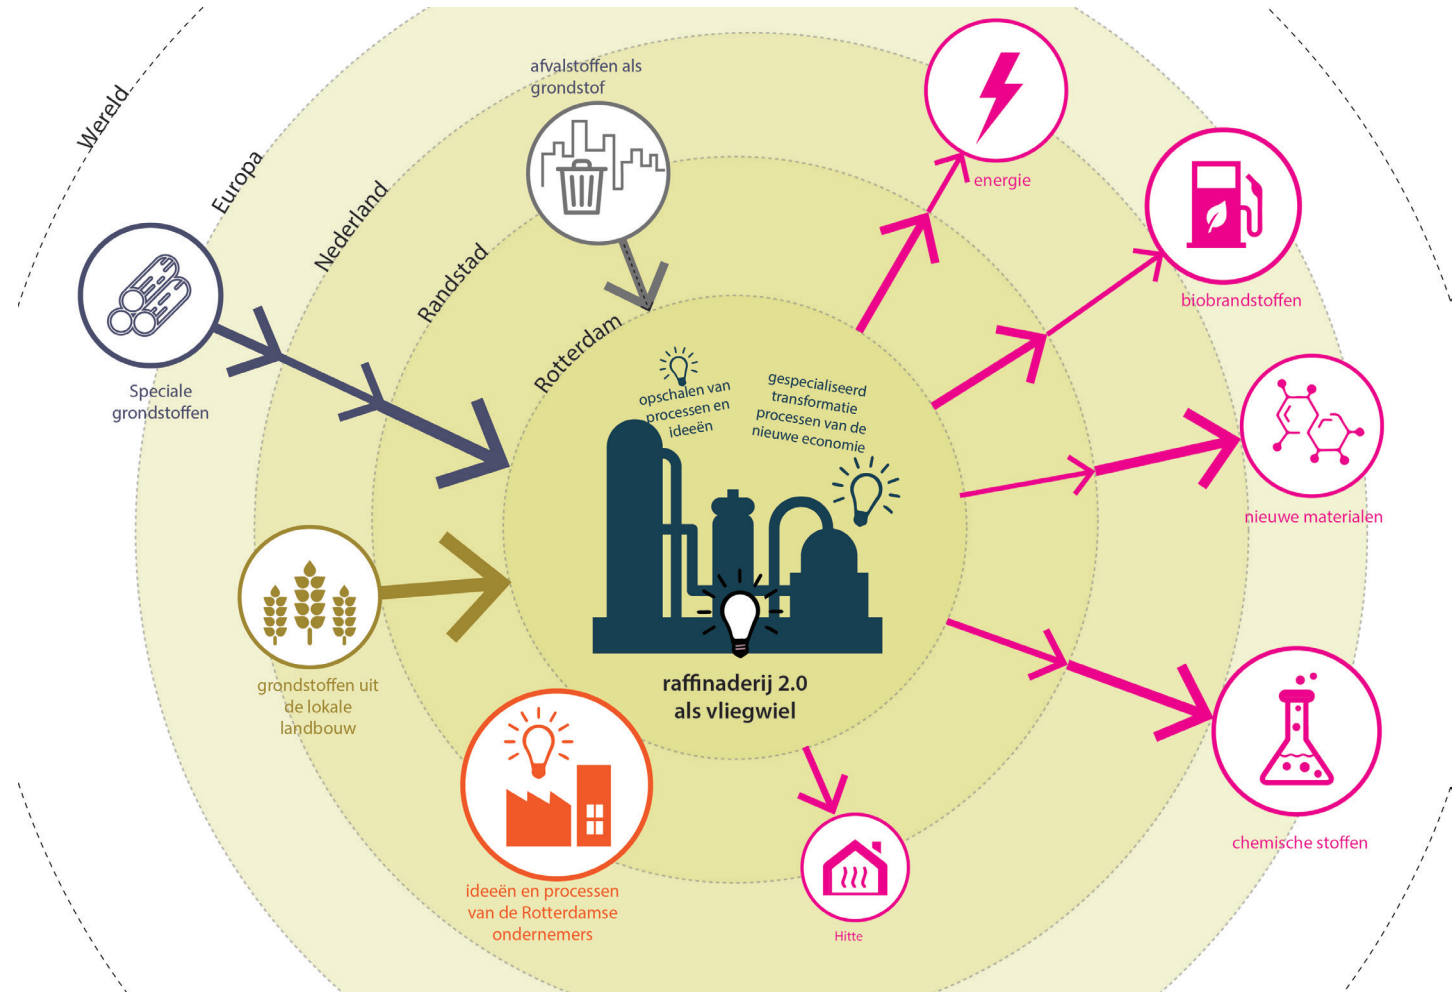 Wereld
Europa
Nederland
Randstad
Rotterdam
afvalstoffen als
grondstof
energie
biobrandstoffen
Speciale
grondstoffen
opschalen van
processen en
ideeën
gespecialiseerd
transformatie
processen van de
nieuwe economie
nieuwe materialen
grondstoffen uit
de lokale
landbouw
raffinaderij 2.0
als vliegwiel
chemische stoffen
ideeën en processen
van de Rotterdamse
ondernemers
Hitte